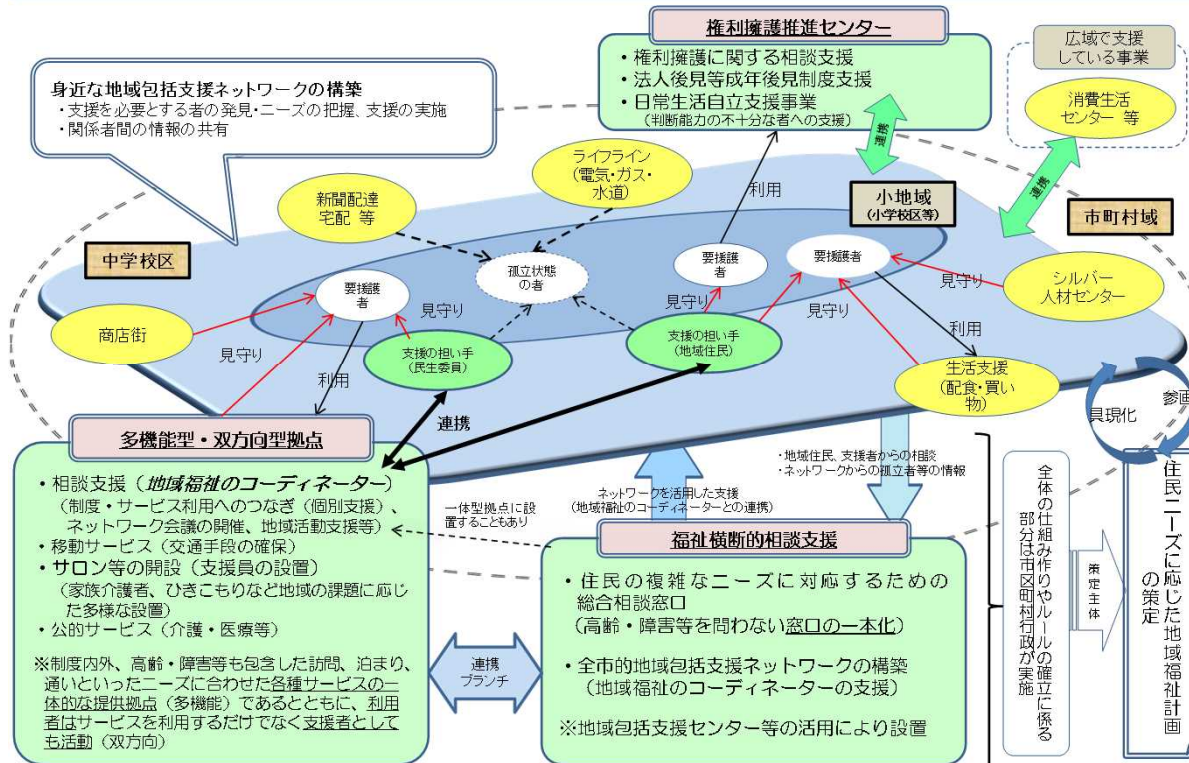 権利擁護推進センター
・権利擁護に関する相談支援
・法人後見等成年後見制度支援
・日常生活自立支援事業
(判断能力の不十分な者への支援)
広域で支援
している事業
消費生活
センター 等
連携
連携
身近な地域包括支援ネットワークの構築
・支援を必要とする者の発見・ニーズの把握、支援の実施
・関係者間の情報の共有
ライフライン
(電気・ガス・
水道)
新聞配達
宅配 等
利用
小地域
(小学校区等)
市町村域
中学校区
要援護
者
孤立状態
の者
要援護
者
要援護者
シルバー
人材センター
見守り
見守り
見守り
見守り
商店街
見守り
利用
支援の担い手
(民生委員)
支援の担い手
(地域住民)
利用
生活支援
(配食・買い
物)
連携
具現化
参画
多機能型・双方向型拠点
・相談支援(地域福祉のコーディネーター)
(制度・サービス利用へのつなぎ(個別支援)、
ネットワーク会議の開催、地域活動支援等)
・移動サービス(交通手段の確保)
・サロン等の開設(支援員の設置)
(家族介護者、ひきこもりなど地域の課題に応じ
た多様な設置)
・公的サービス(介護・医療等)
※制度内外、高齢・障害等も包含した訪問、泊まり、
通いといったニーズに合わせた各種サービスの一
体的な提供拠点(多機能)であるとともに、利用
者はサービスを利用するだけでなく支援者として
も活動(双方向)
一体型拠点に設
置することもあり
ネットワークを活用した支援
(地域福祉のコーディネーターとの連携)
・地域住民、支援者からの相談
・ネットワークからの孤立者等の情報
連携
ブランチ
福祉横断的相談支援
・住民の複雑なニーズに対応するための
総合相談窓口
(高齢・障害等を問わない窓口の一本化)
・全市的地域包括支援ネットワークの構築
(地域福祉のコーディネーターの支援)
※地域包括支援センター等の活用により設置
全体の仕組み作りやルールの確立に係る
部分は市区町村行政が実施
策定主体
住民ニーズに応じた地域福祉計画
の策定